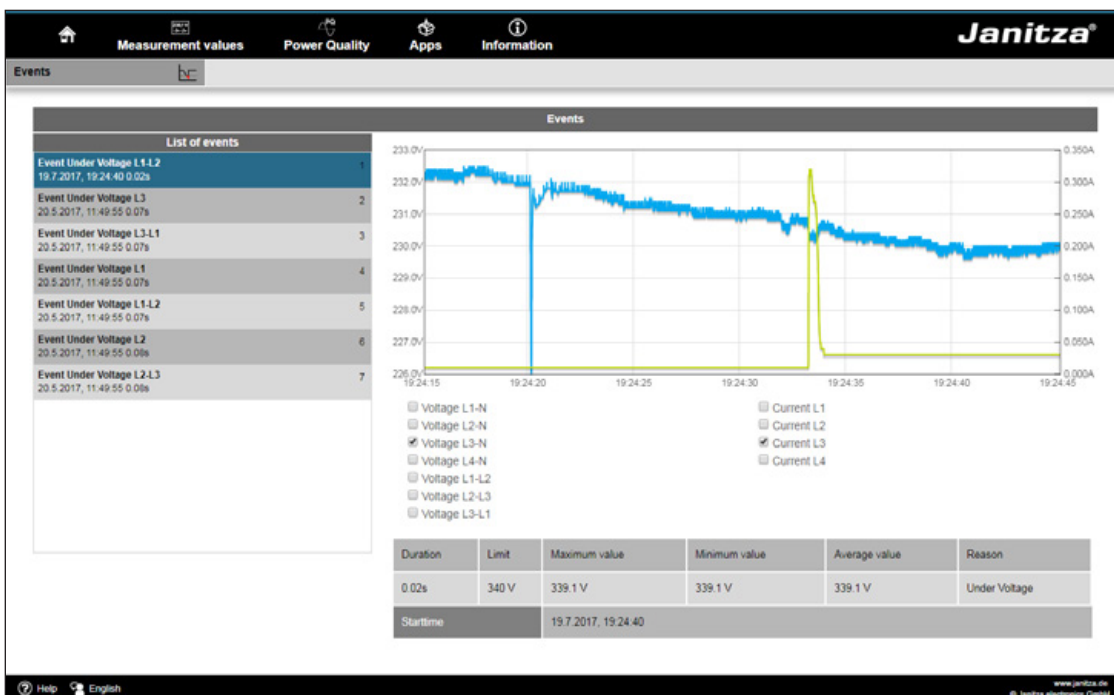 Measurement values Power Quality Apps Information Janitza®
Events
Events
List of events
Event Under Voltage L1-L2 1
19.7.2017, 19:24:40 0.02s
Event Under Voltage L3 2
20.5.2017, 11:49:55 0.07s
Event Under Voltage L3-L1 3
20.5.2017, 11:49:55 0.07s
Event Under Voltage L1 4
20.5.2017, 11:49:55 0.07s
Event Under Voltage L1-L2 5
20.5.2017, 11:49:55 0.07s
Event Under Voltage L2 6
20.5.2017, 11:49:55 0.08s
Event Under Voltage L2-L3 7
20.5.2017, 11:49:55 0.08s
233.0V 0.350A
232.0V 0.300A
231.0V 0.250A
230.0V 0.200A
229.0V 0.150A
228.0V 0.100A
227.0V 0.050A
226.0V 0.000A
19:24:15 19:24:20 19:24:25 19:24:30 19:24:35 19:24:40 19:24:45
Voltage L1-N Current L1
Voltage L2-N Current L2
Voltage L3-N Current L3
Voltage L4-N Current L4
Voltage L1-L2
Voltage L2-L3
Voltage L3-L1
Duration Limit Maximum value Minimum value Average value Reason
0.02s 340 V 339.1 V 339.1 V 339.1 V Under Voltage
Starttime 19.7.2017, 19:24:40
Help English www.janitza.de
© Janitza electronics GmbH